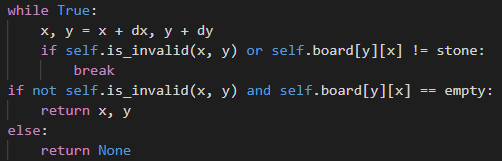 while True:
    x, y = x + dx, y + dy
    if self.is_invalid(x, y) or self.board[y][x] != stone:
        break
if not self.is_invalid(x, y) and self.board[y][x] == empty:
    return x, y
else:
    return None